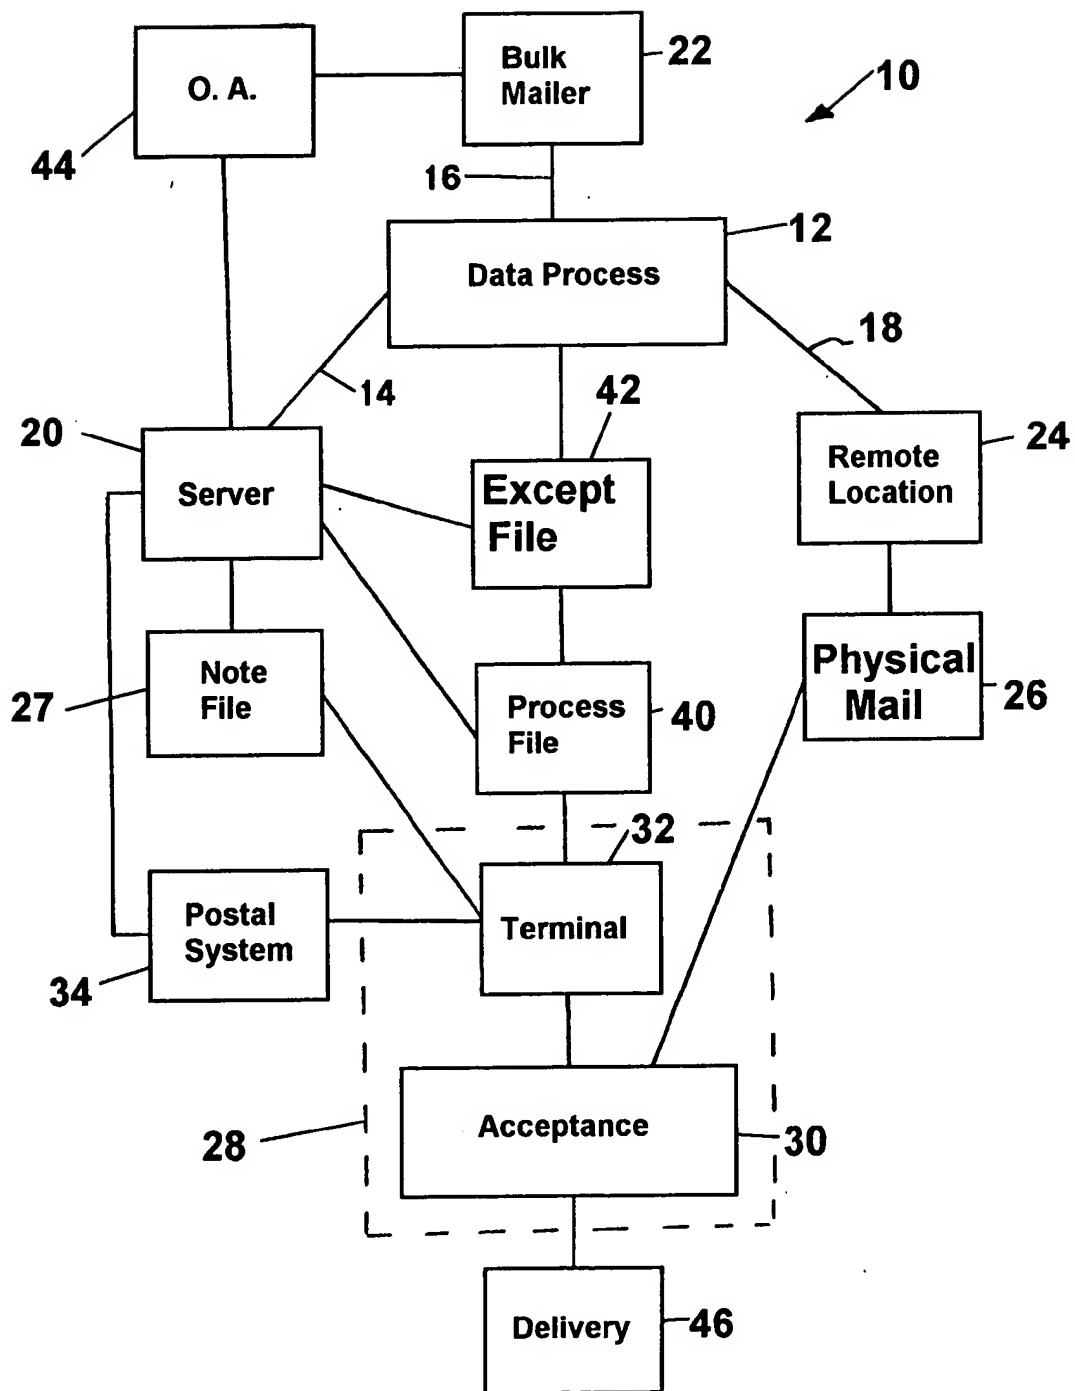 O. A.
44
Bulk
Mailer
22
10
16
Data Process
12
14
18
20
Server
42
Except
File
Remote
Location
24
Note
File
27
Process
File
40
Physical
Mail
26
32
Postal
System
34
Terminal
28
Acceptance
30
Delivery
46